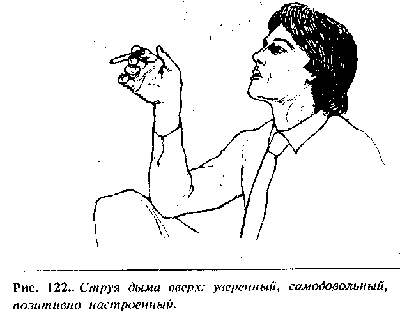 Рис. 122. Струя дыма вверх: уверенный, самодовольный,
позитивно настроенный.